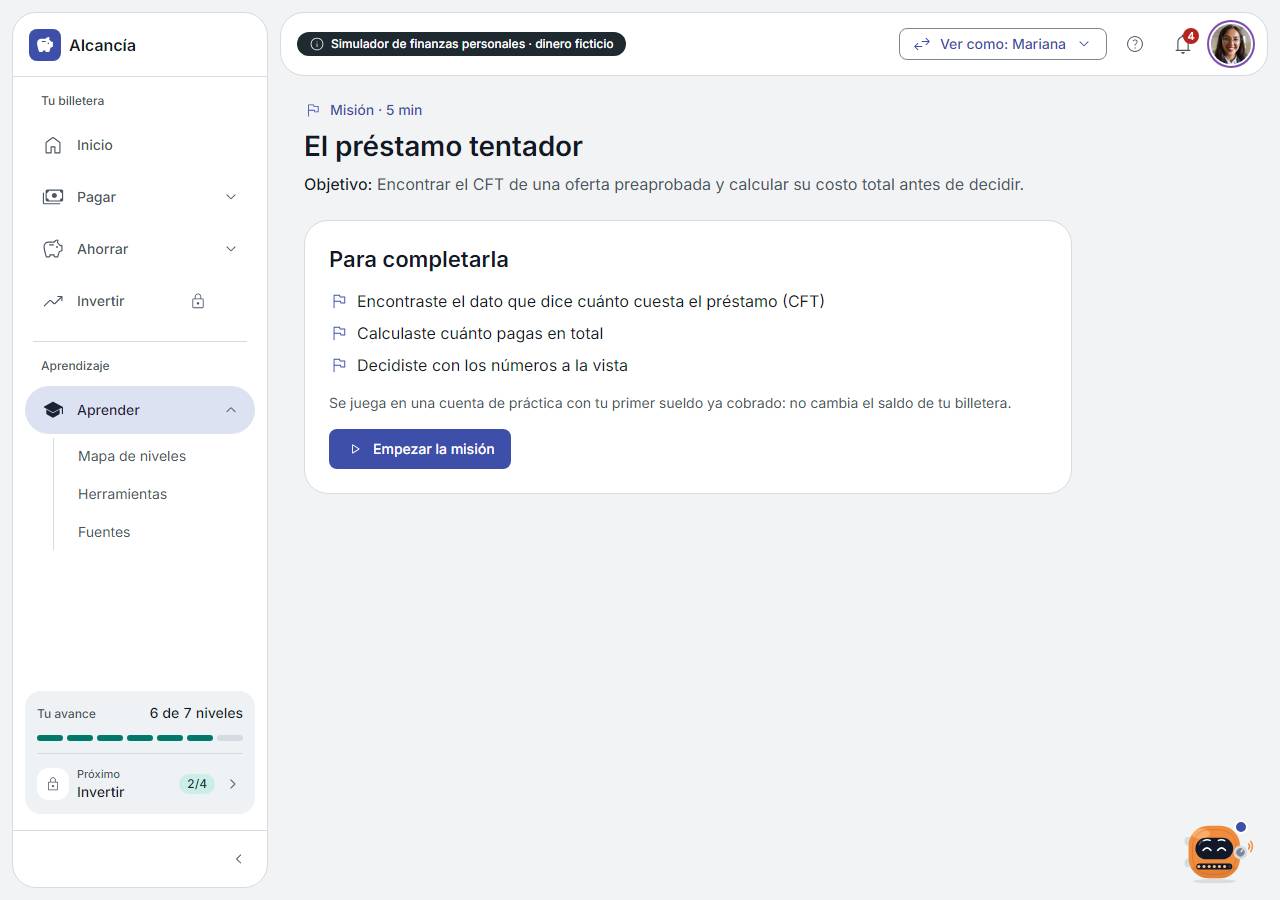 Alcancía
Simulador de finanzas personales · dinero ficticio
Ver como: Mariana
4
Tu billetera
Inicio
Pagar
Ahorrar
Invertir
Aprendizaje
Aprender
Mapa de niveles
Herramientas
Fuentes
Tu avance
6 de 7 niveles
Próximo
Invertir
2/4
Misión · 5 min
El préstamo tentador
Objetivo: Encontrar el CFT de una oferta preaprobada y calcular su costo total antes de decidir.
Para completarla
Encontraste el dato que dice cuánto cuesta el préstamo (CFT)
Calculaste cuánto pagas en total
Decidiste con los números a la vista
Se juega en una cuenta de práctica con tu primer sueldo ya cobrado: no cambia el saldo de tu billetera.
Empezar la misión